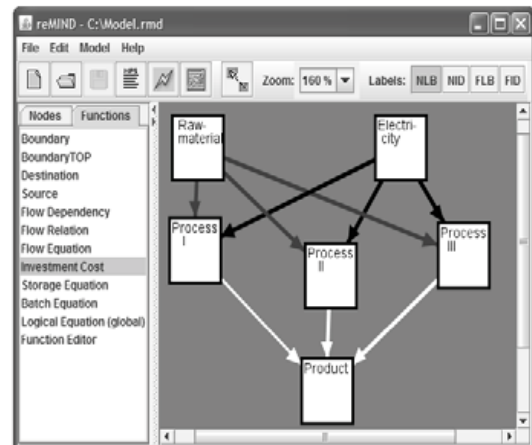 reMIND - C:\Model.rmd
File Edit Model Help
Zoom: 160 % Labels: NLB NID FLB FID
Nodes Functions
Boundary
BoundaryTOP
Destination
Source
Flow Dependency
Flow Relation
Flow Equation
Investment Cost
Storage Equation
Batch Equation
Logical Equation (global)
Function Editor
Raw-
material
Electri-
city
Process
I
Process
II
Process
III
Product